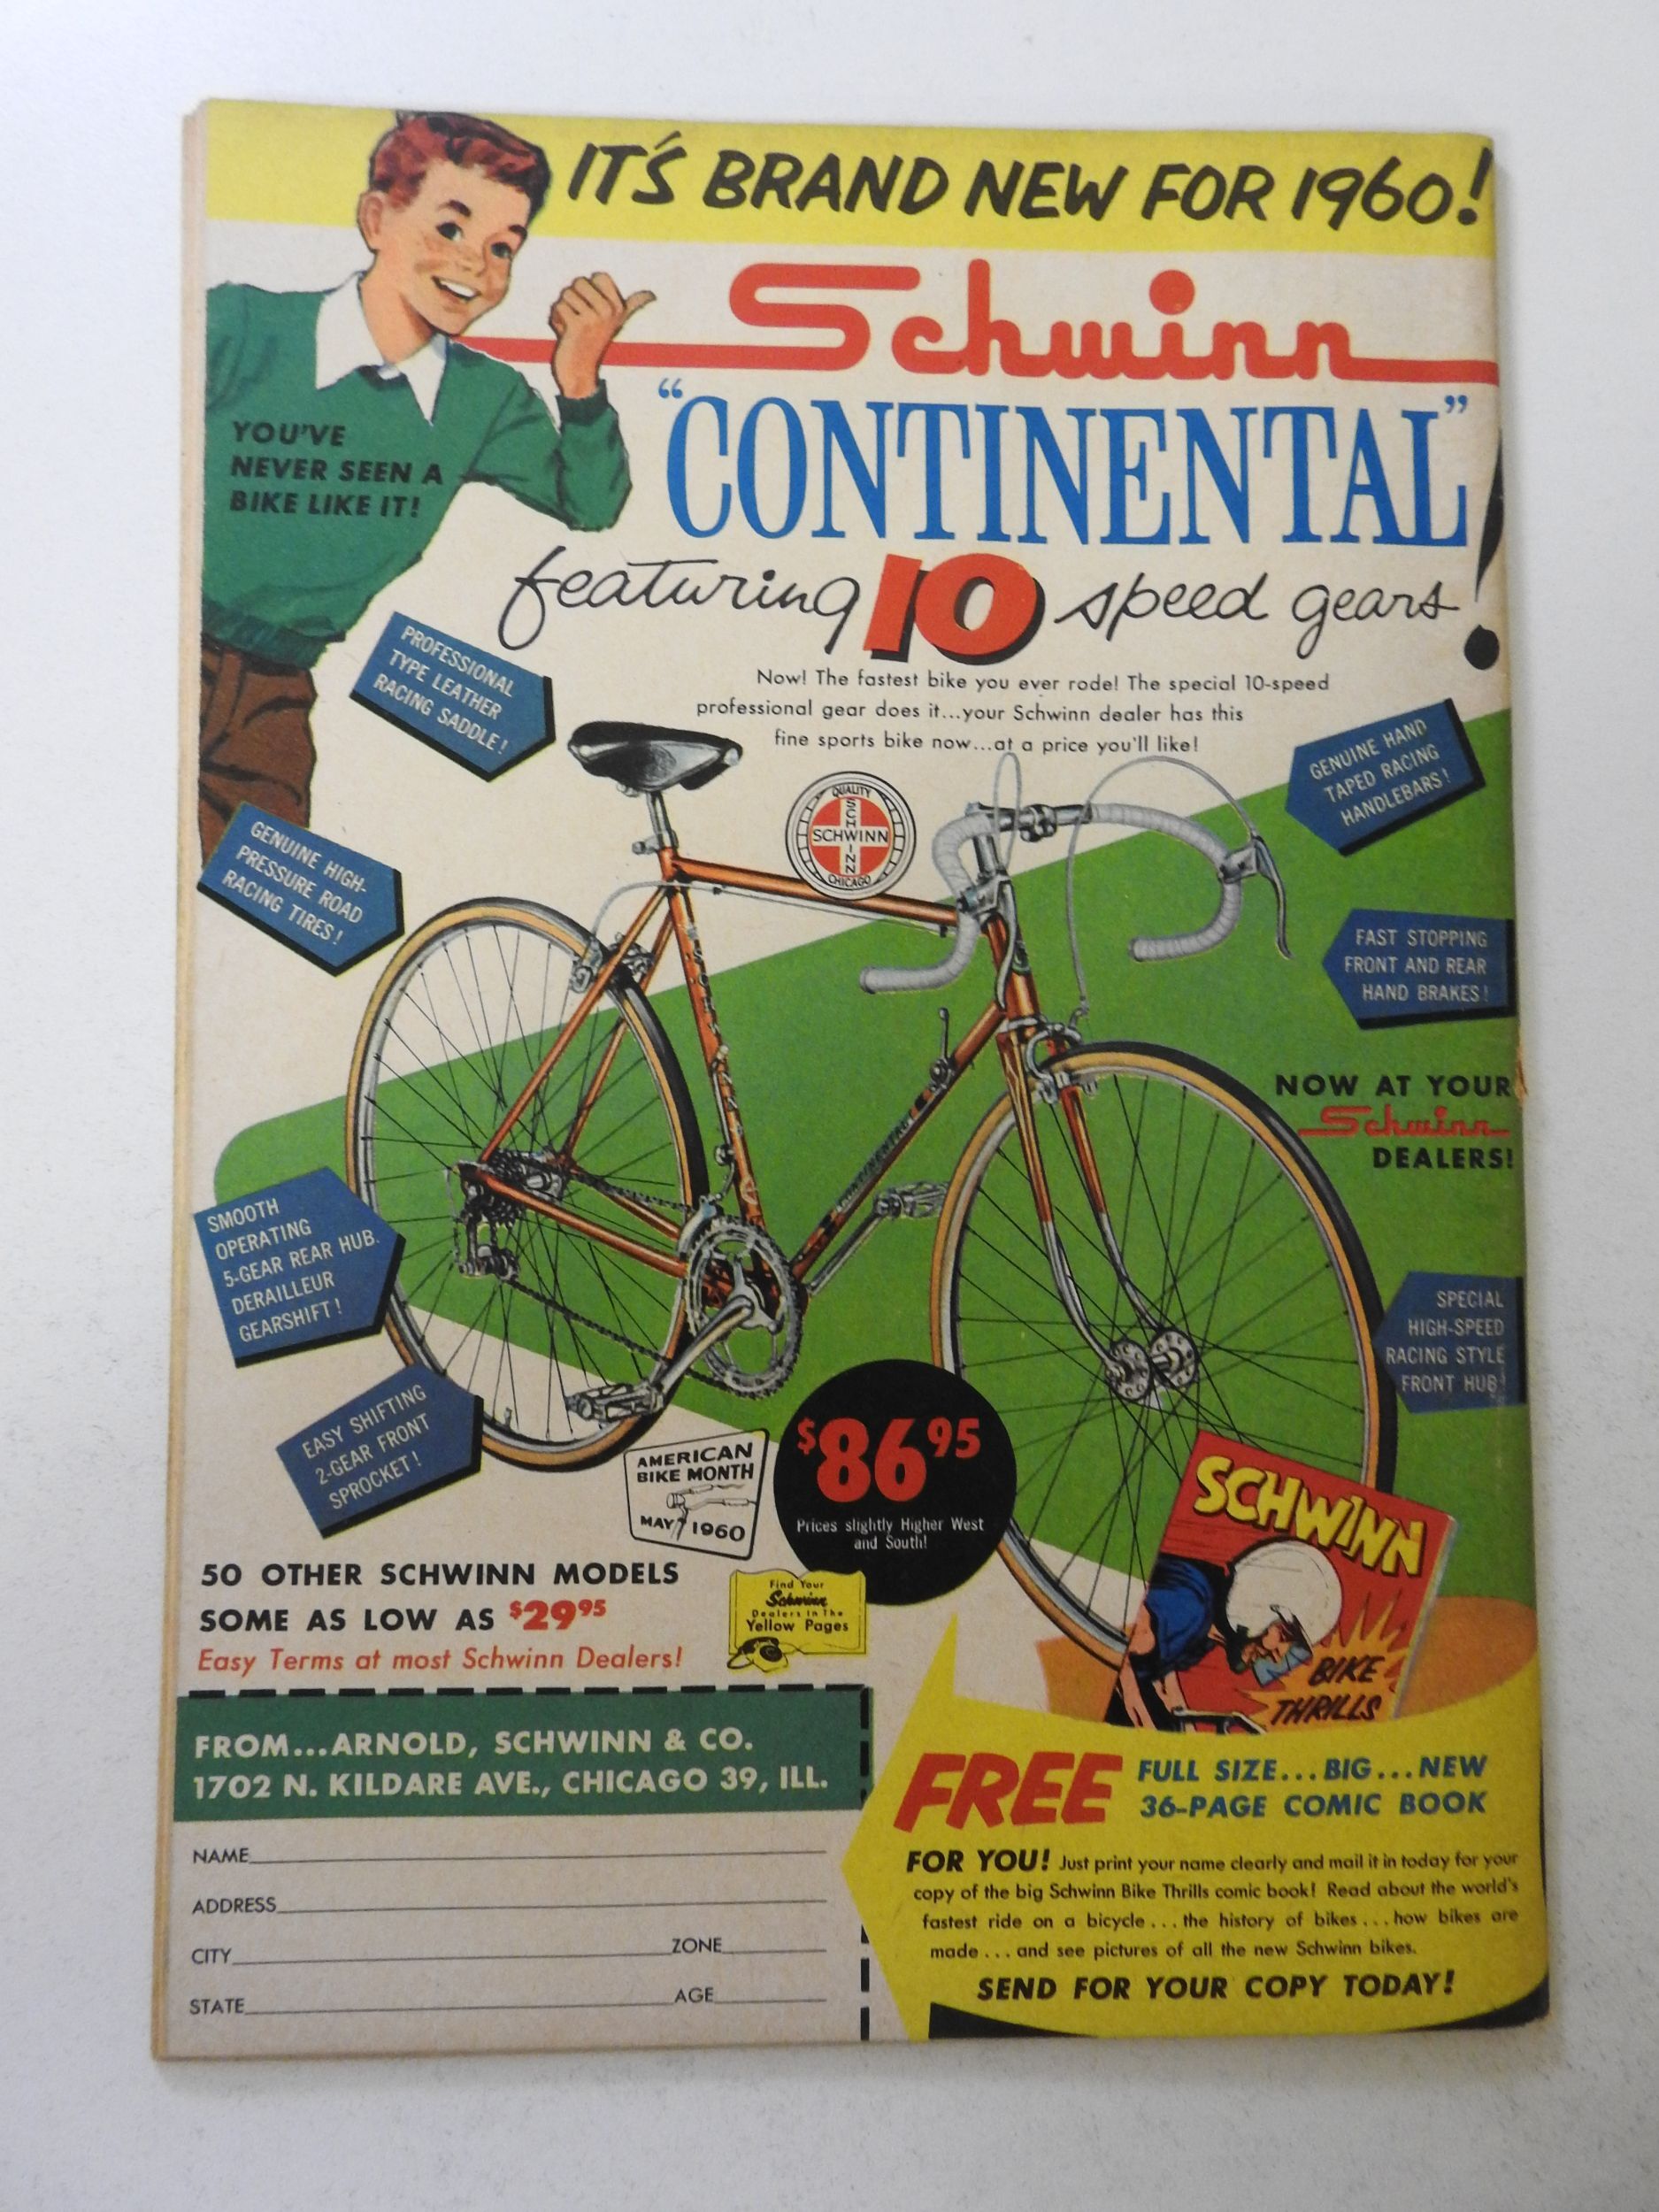 IT'S BRAND NEW FOR 1960!
Schwinn
"CONTINENTAL"
featuring 10 speed gears!
YOU'VE
NEVER SEEN A
BIKE LIKE IT!
Now! The fastest bike you ever rode! The special 10-speed
professional gear does it...your Schwinn dealer has this
fine sports bike now...at a price you'll like!
PROFESSIONAL
TYPE LEATHER
RACING SADDLE!
GENUINE HAND
TAPED RACING
HANDLEBARS!
QUALITY
SCHWINN
SCHWINN
CHICAGO
GENUINE HIGH-
PRESSURE ROAD
RACING TIRES!
FAST STOPPING
FRONT AND REAR
HAND BRAKES!
NOW AT YOUR
Schwinn
DEALERS!
CONTINENTAL
SMOOTH
OPERATING
5-GEAR REAR HUB.
DERAILLEUR
GEARSHIFT!
SPECIAL
HIGH-SPEED
RACING STYLE
FRONT HUB!
EASY SHIFTING
2-GEAR FRONT
SPROCKET!
AMERICAN
BIKE MONTH
MAY 1960
$86.95
Prices slightly Higher West
and South!
SCHWINN
BIKE
THRILLS
50 OTHER SCHWINN MODELS
SOME AS LOW AS $29.95
Easy Terms at most Schwinn Dealers!
Find Your
Schwinn
Dealers In The
Yellow Pages
FROM...ARNOLD, SCHWINN & CO.
1702 N. KILDARE AVE., CHICAGO 39, ILL.
NAME
ADDRESS
CITY ZONE
STATE AGE
FREE FULL SIZE...BIG...NEW
36-PAGE COMIC BOOK
FOR YOU! Just print your name clearly and mail it in today for your
copy of the big Schwinn Bike Thrills comic book! Read about the world's
fastest ride on a bicycle...the history of bikes...how bikes are
made...and see pictures of all the new Schwinn bikes.
SEND FOR YOUR COPY TODAY!